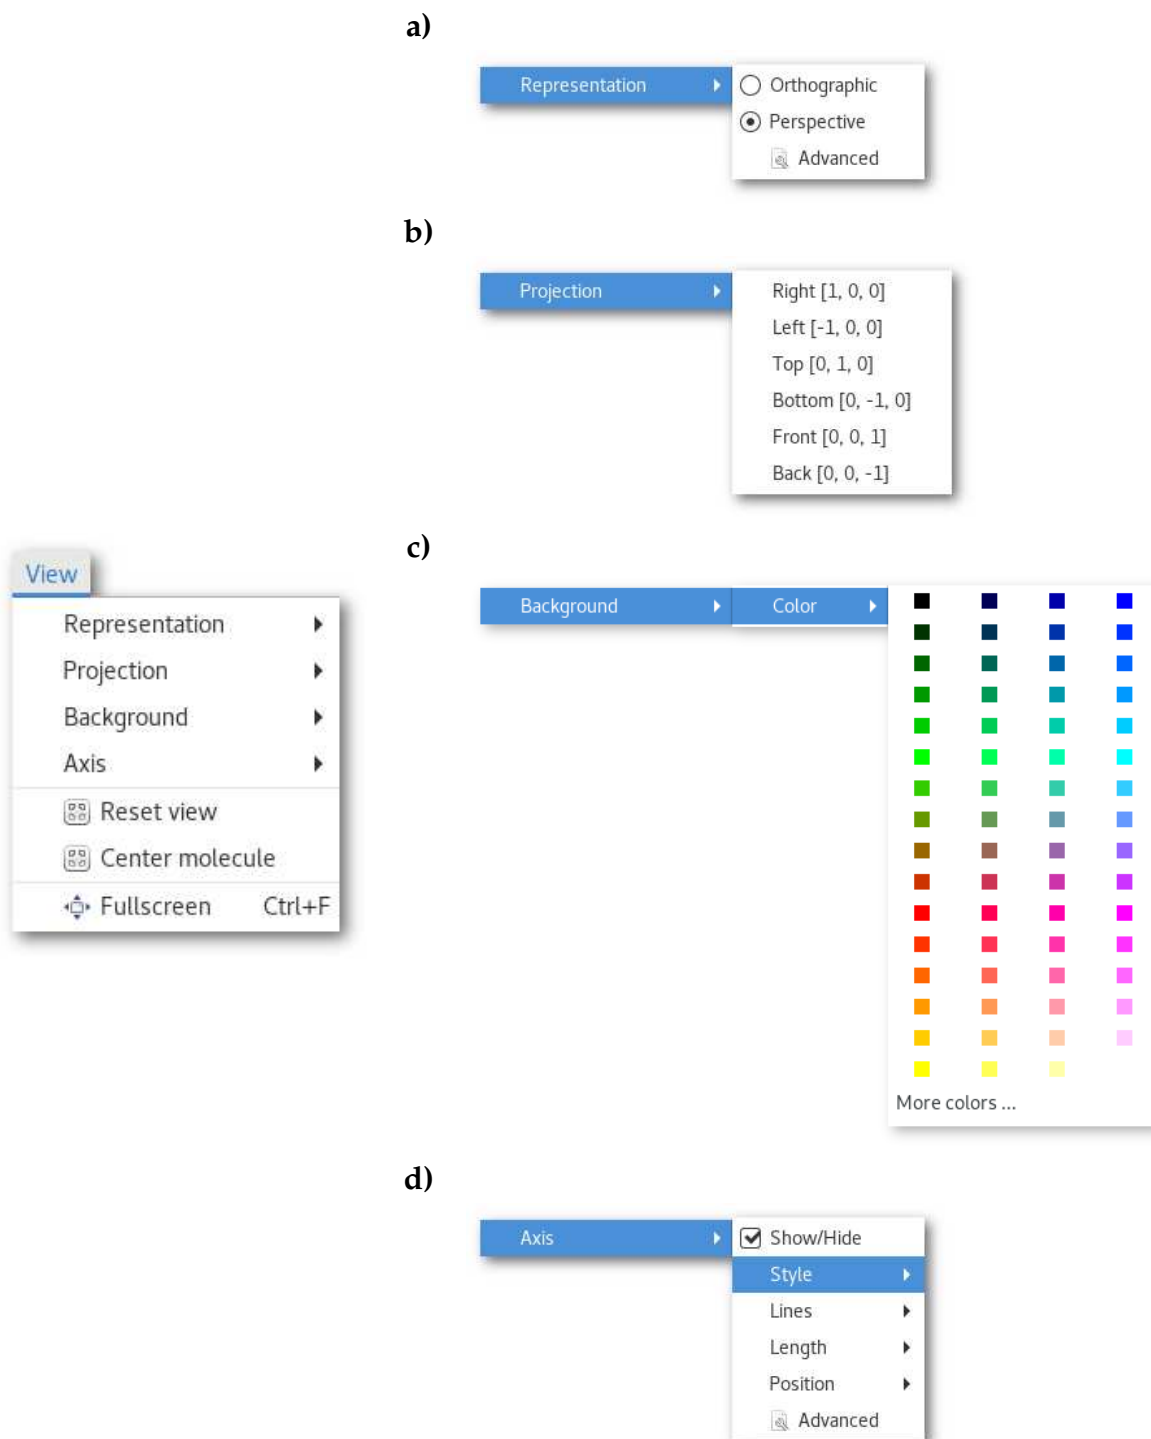 a)
Representation
Orthographic
Perspective
Advanced
b)
Projection
Right [1, 0, 0]
Left [-1, 0, 0]
Top [0, 1, 0]
Bottom [0, -1, 0]
Front [0, 0, 1]
Back [0, 0, -1]
View
Representation
Projection
Background
Axis
Reset view
Center molecule
Fullscreen Ctrl+F
c)
Background Color
More colors ...
d)
Axis
Show/Hide
Style
Lines
Length
Position
Advanced